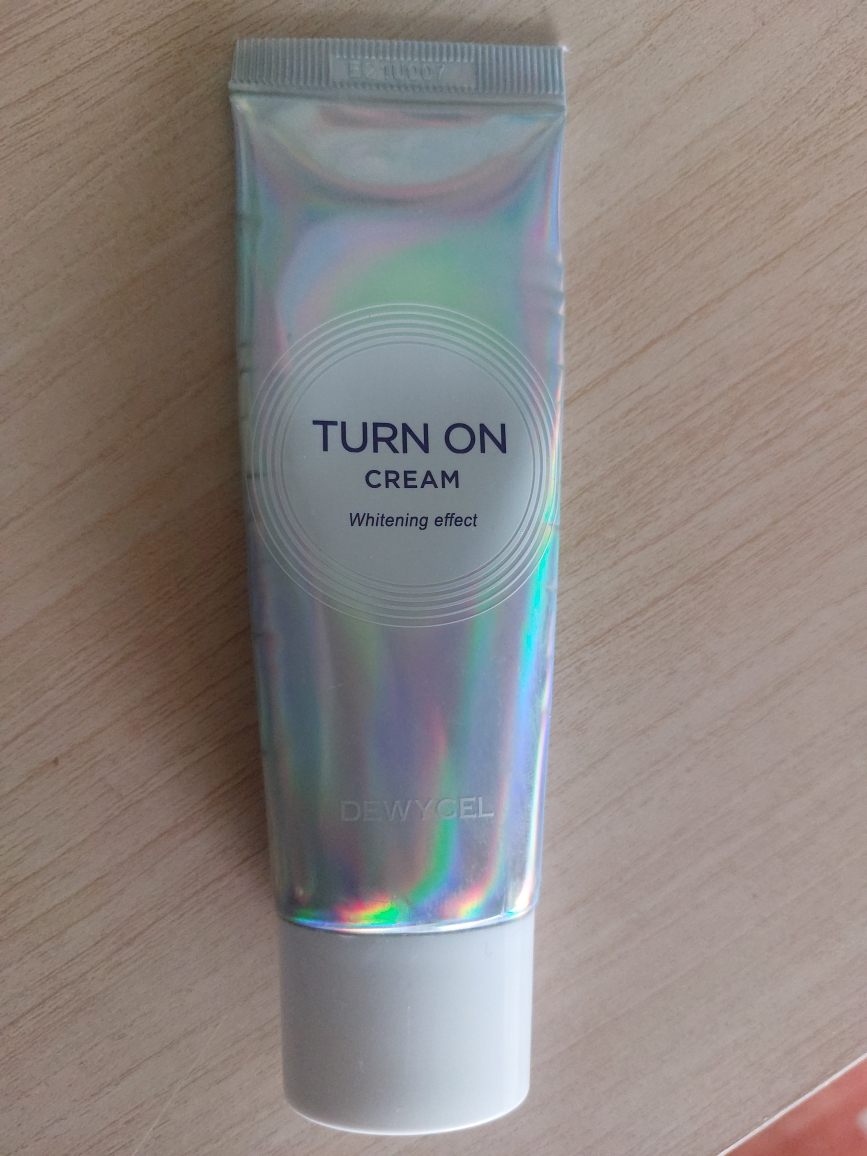 TURN ON
CREAM
Whitening effect
DEWYCEL